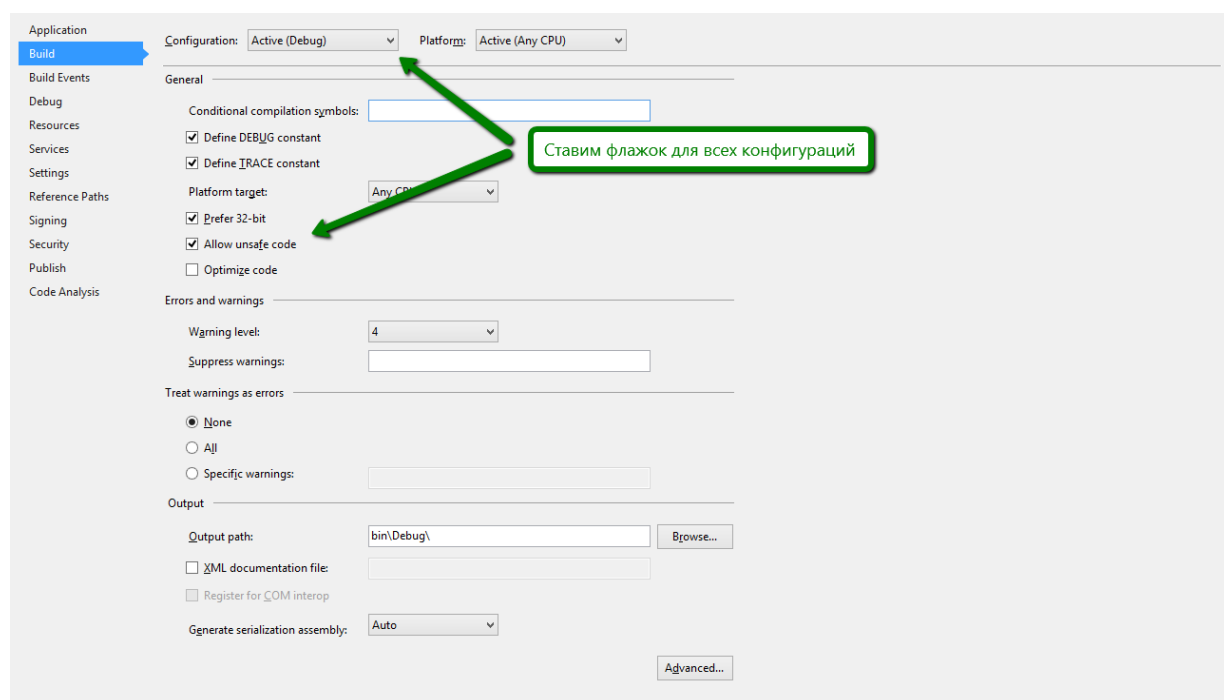 Application
Build
Build Events
Debug
Resources
Services
Settings
Reference Paths
Signing
Security
Publish
Code Analysis
Configuration: Active (Debug) Platform: Active (Any CPU)
General
Conditional compilation symbols:
Define DEBUG constant
Define TRACE constant
Ставим флажок для всех конфигураций
Platform target: Any
Prefer 32-bit
Allow unsafe code
Optimize code
Errors and warnings
Warning level: 4
Suppress warnings:
Treat warnings as errors
None
All
Specific warnings:
Output
Output path: bin\Debug\ Browse...
XML documentation file:
Register for COM interop
Generate serialization assembly: Auto
Advanced...